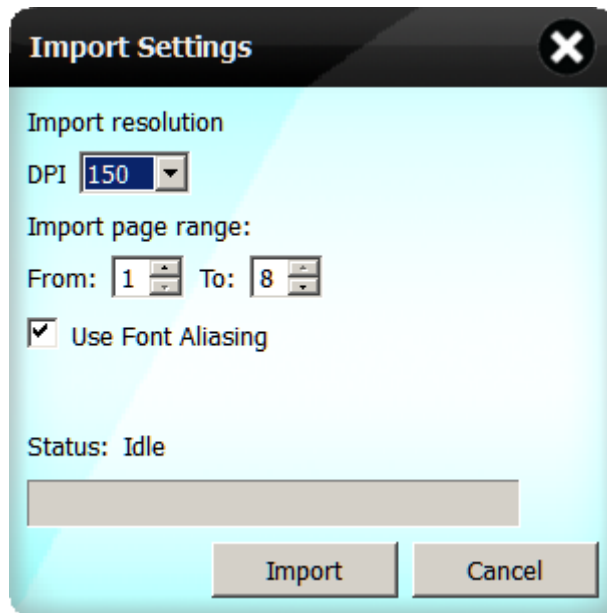 Import Settings
Import resolution
DPI 150
Import page range:
From: 1 To: 8
Use Font Aliasing
Status: Idle
Import Cancel